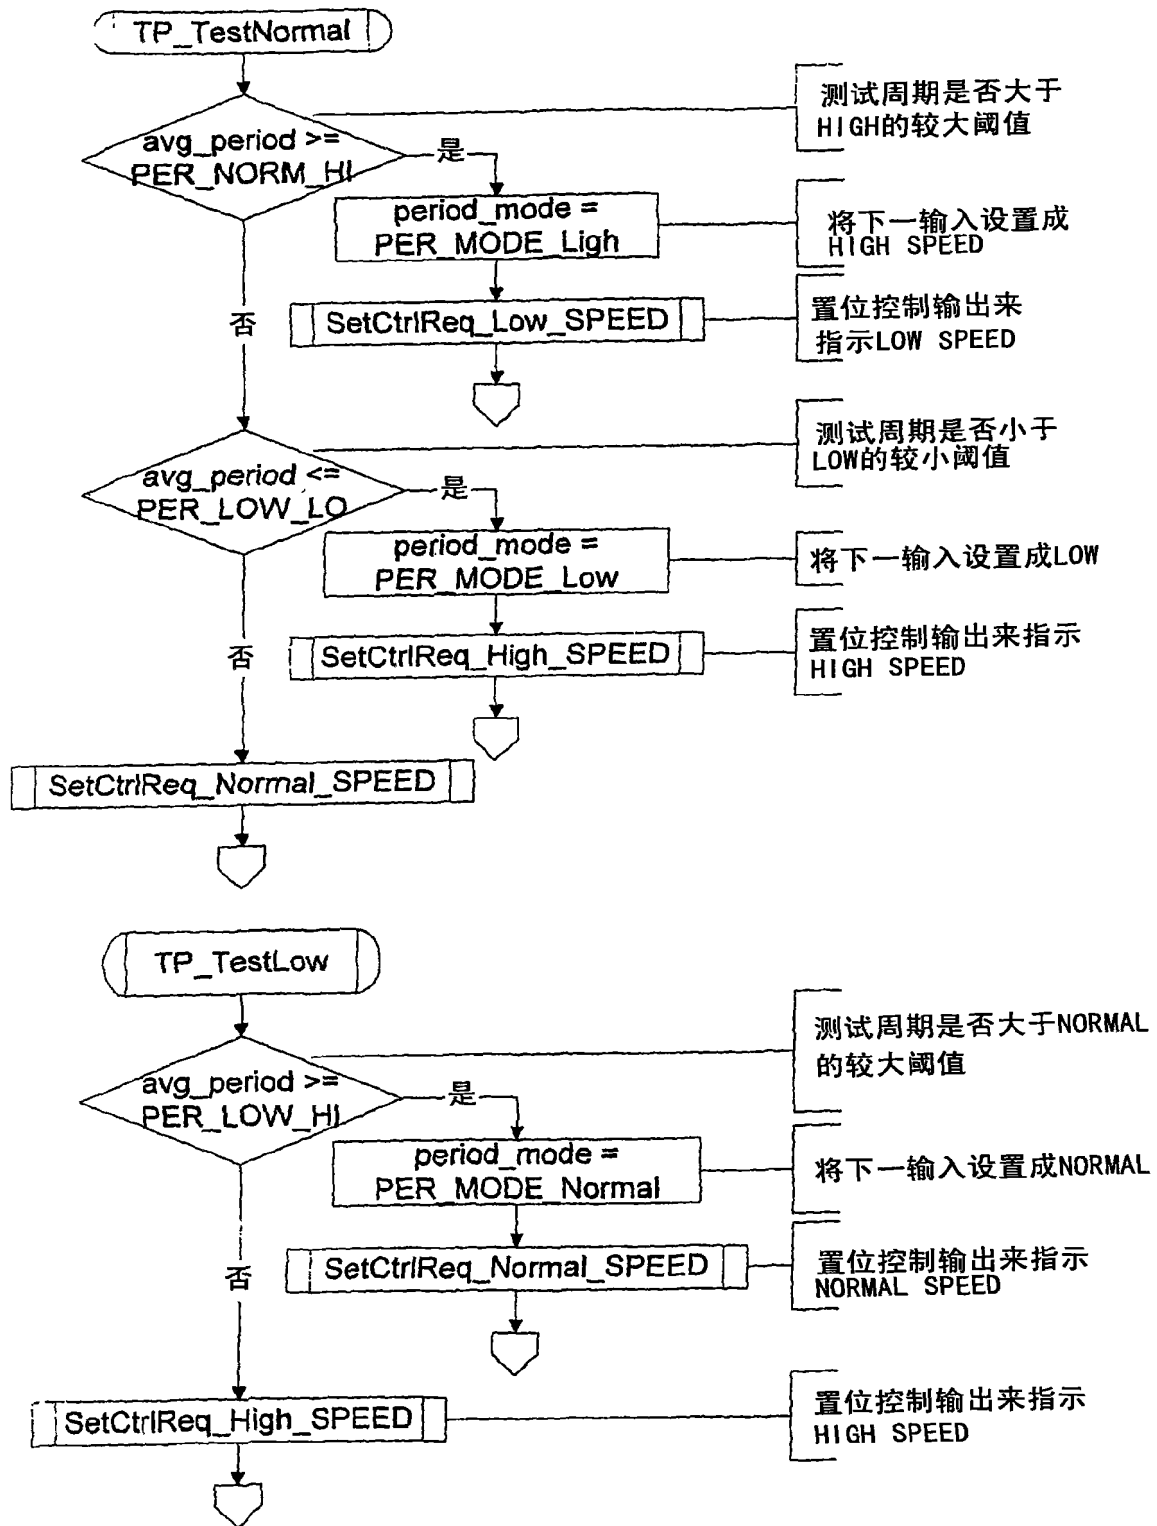 TP_TestNormal
测试周期是否大于
HIGH的较大阈值
avg_period >=
PER_NORM_HI
是
period_mode =
PER_MODE_Ligh
将下一输入设置成
HIGH SPEED
否
SetCtrlReq_Low_SPEED
置位控制输出来
指示LOW SPEED
测试周期是否小于
LOW的较小阈值
avg_period <=
PER_LOW_LO
是
period_mode =
PER_MODE_Low
将下一输入设置成LOW
否
SetCtrlReq_High_SPEED
置位控制输出来指示
HIGH SPEED
SetCtrlReq_Normal_SPEED
TP_TestLow
测试周期是否大于NORMAL
的较大阈值
avg_period >=
PER_LOW_HI
是
period_mode =
PER_MODE_Normal
将下一输入设置成NORMAL
否
SetCtrlReq_Normal_SPEED
置位控制输出来指示
NORMAL SPEED
SetCtrlReq_High_SPEED
置位控制输出来指示
HIGH SPEED